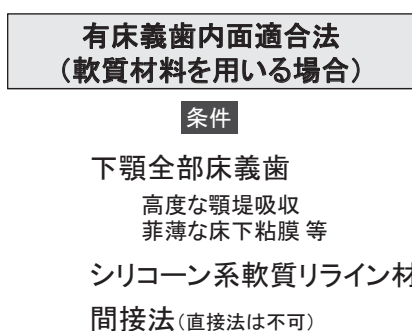 有床義歯内面適合法
（軟質材料を用いる場合）
条件
下顎全部床義歯
高度な顎堤吸収
菲薄な床下粘膜 等
シリコーン系軟質リライン材
間接法（直接法は不可）